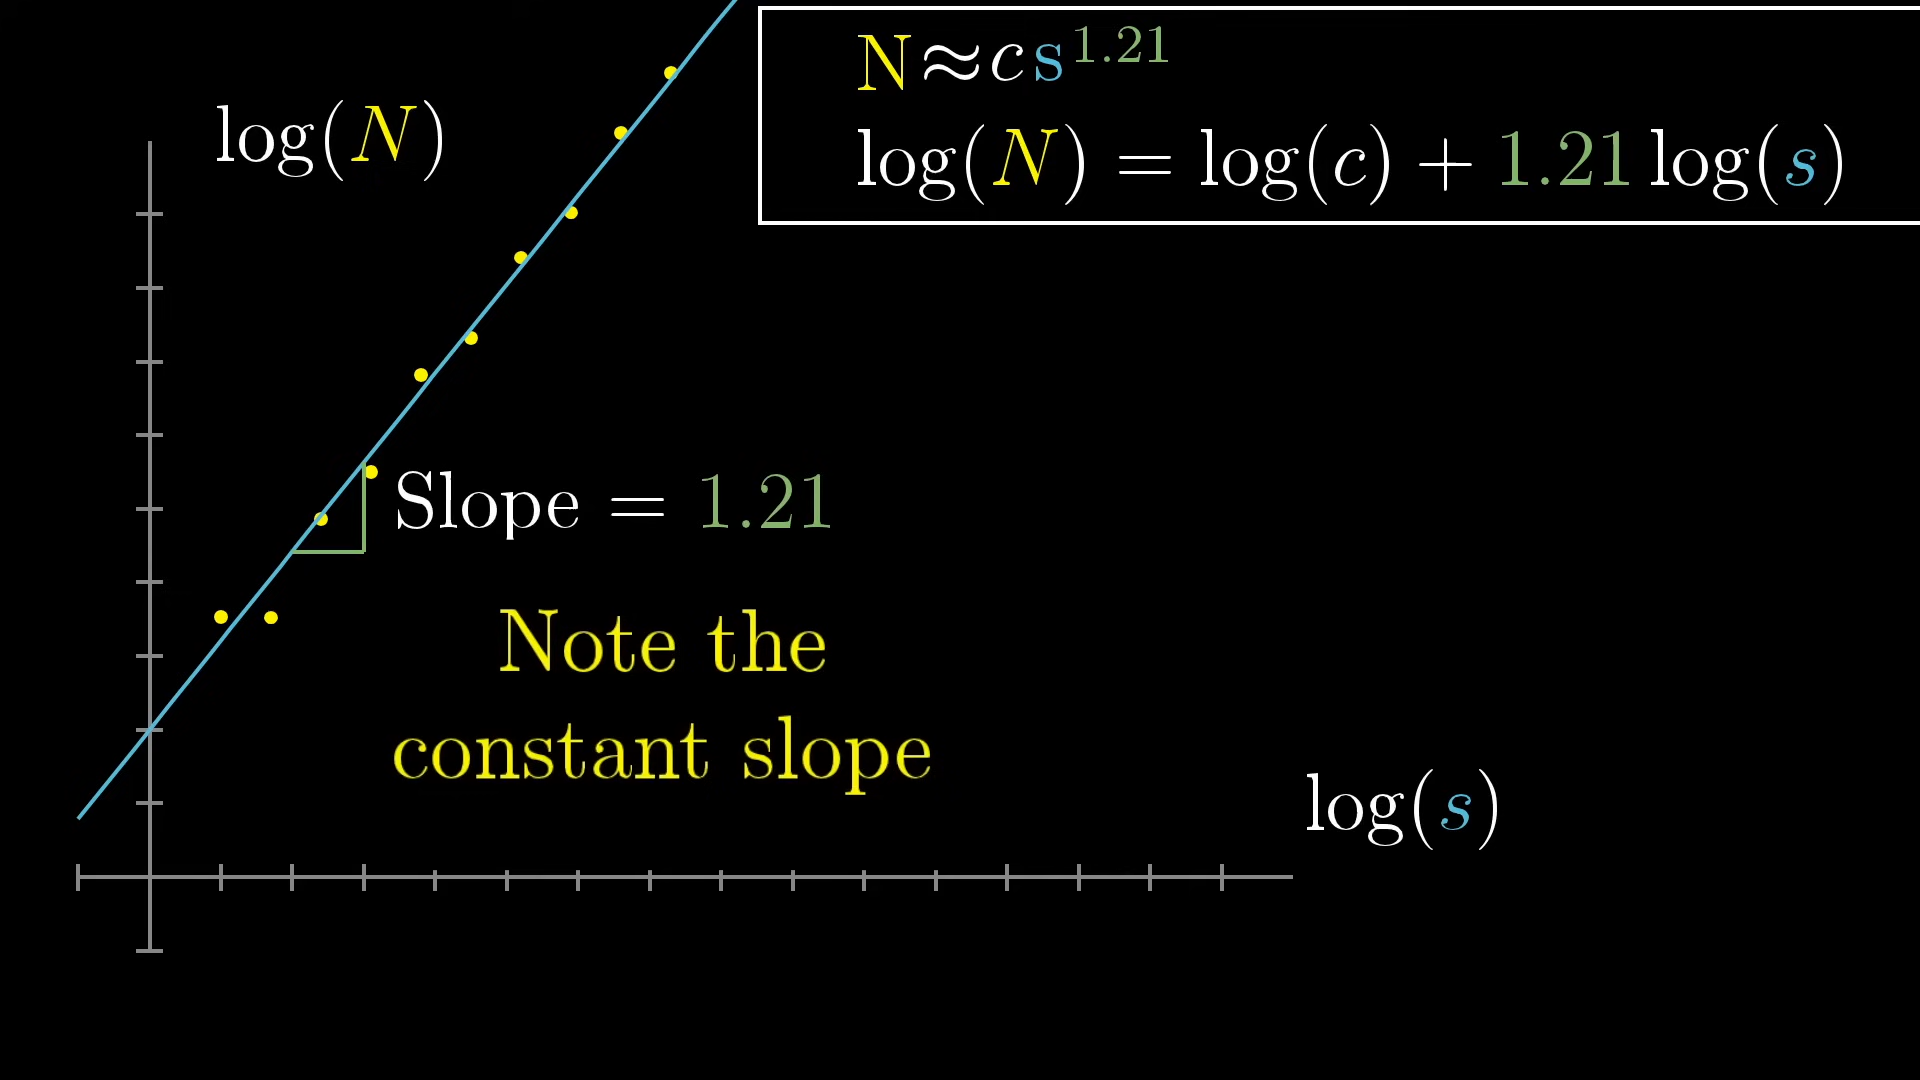 N≈cs^1.21
log(N) = log(c) + 1.21 log(s)
log(N)
Slope = 1.21
Note the
constant slope
log(s)